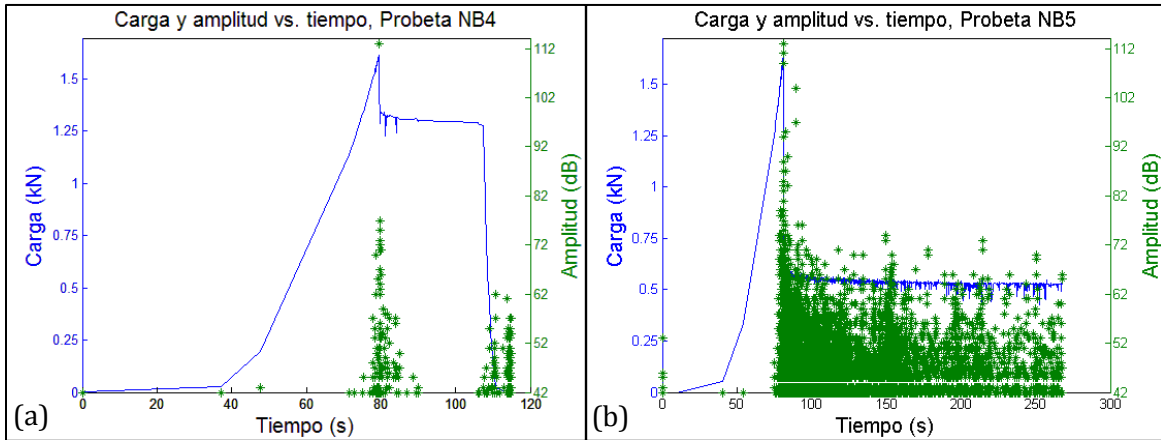 Carga y amplitud vs. tiempo, Probeta NB4
Carga (kN)
1.5
1.25
1
0.75
0.5
0.25
0
112
102
92
82
72
62
52
42
Amplitud (dB)
0 20 40 60 80 100 120
Tiempo (s)
(a)
Carga y amplitud vs. tiempo, Probeta NB5
Carga (kN)
1.5
1.25
1
0.75
0.5
0.25
0
112
102
92
82
72
62
52
42
Amplitud (dB)
0 50 100 150 200 250 300
Tiempo (s)
(b)